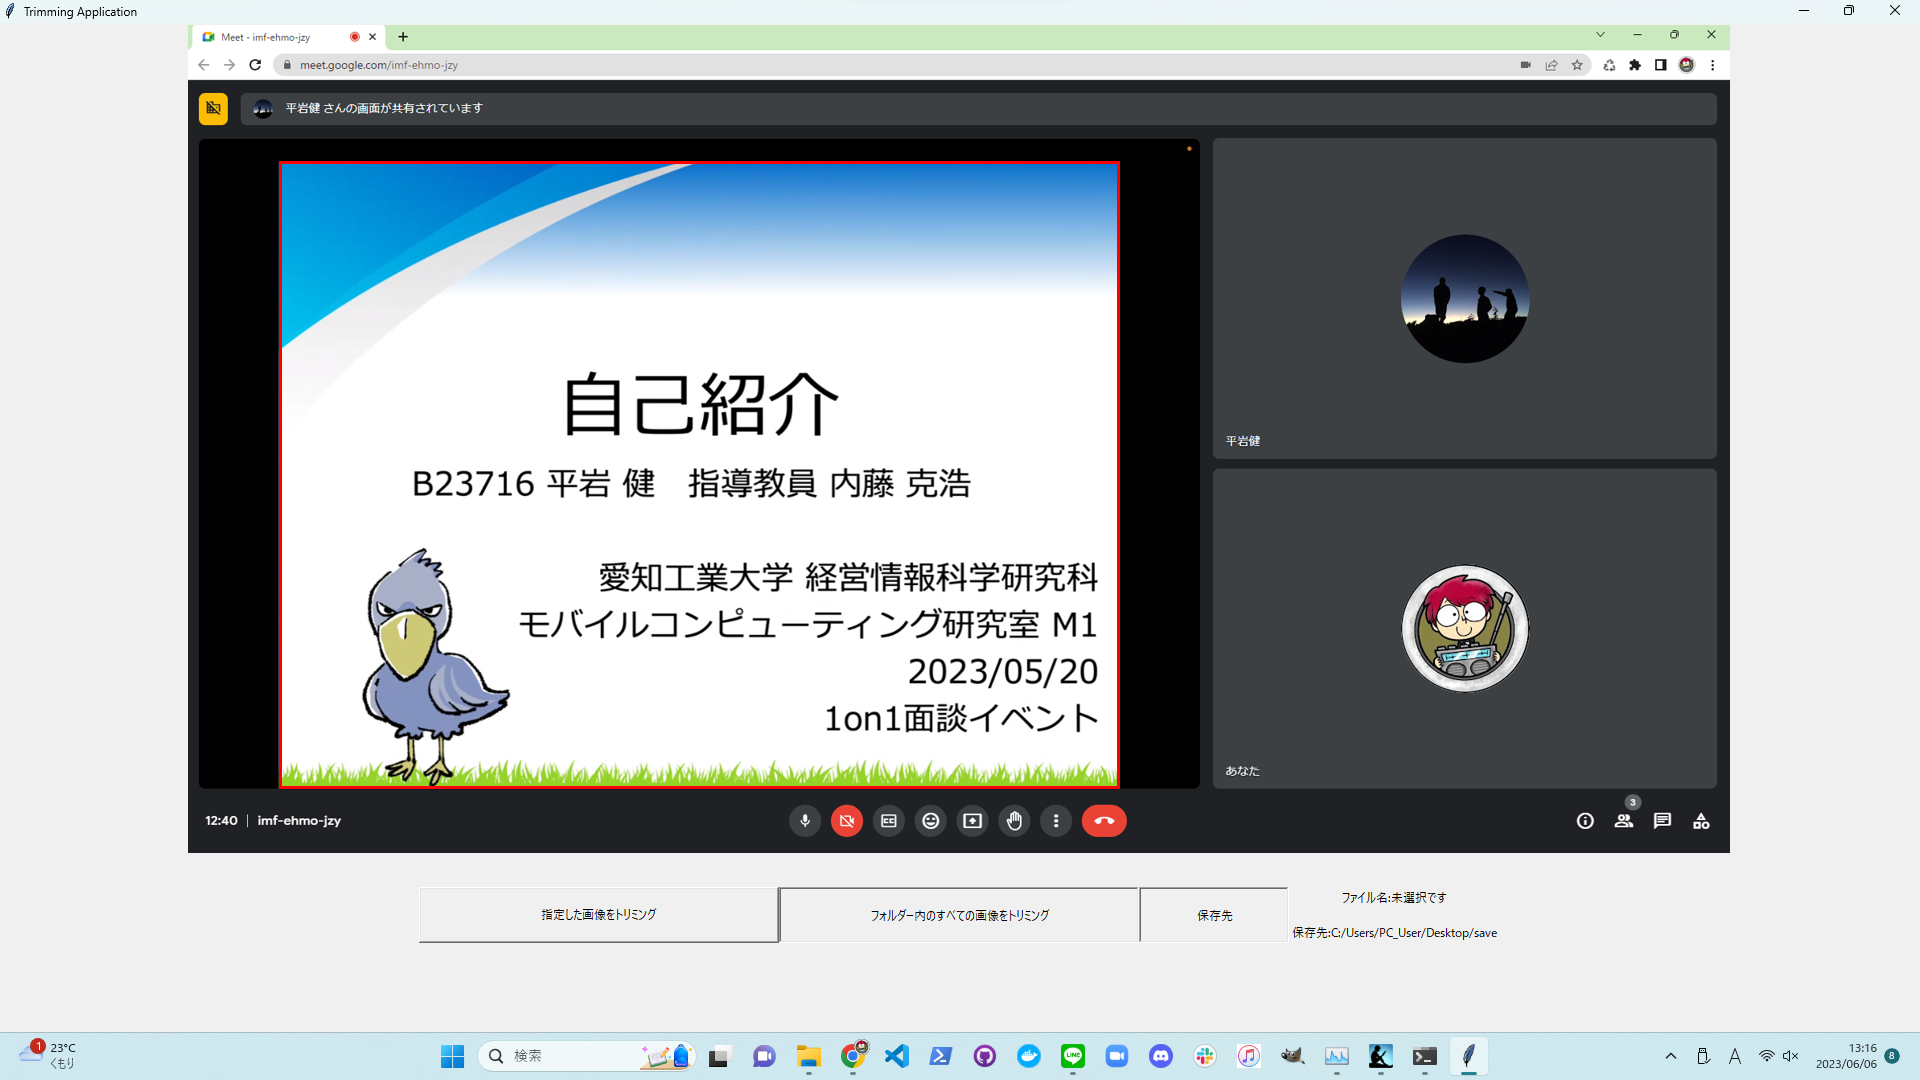 Trimming Application
Meet - imf-ehmo-jzy
meet.google.com/imf-ehmo-jzy
平岩健 さんの画面が共有されています
自己紹介
B23716 平岩 健　指導教員 内藤 克浩
愛知工業大学 経営情報科学研究科
モバイルコンピューティング研究室 M1
2023/05/20
1on1面談イベント
平岩健
あなた
12:40 | imf-ehmo-jzy
CC
3
指定した画像をトリミング
フォルダー内のすべての画像をトリミング
保存先
ファイル名:未選択です
保存先:C:/Users/PC_User/Desktop/save
1
23°C
くもり
検索
LINE
A
13:16
2023/06/06
8